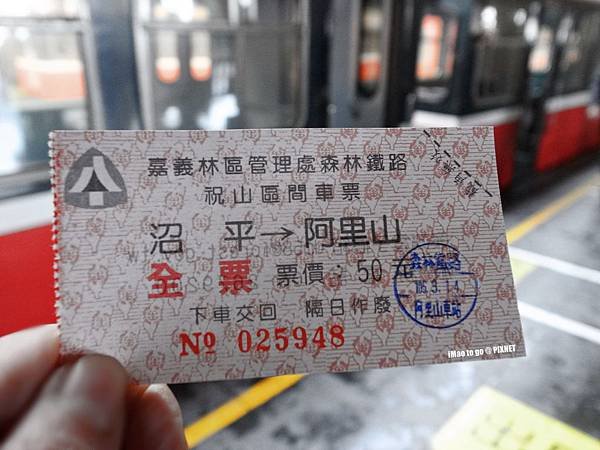 嘉義林區管理處森林鐵路
祝山區間車票
沼 平→阿里山
全 票 票價:50元
下車交回 隔日作廢
№ 025948
森林鐵路
阿里山車站
iMao to go @ PIXNET